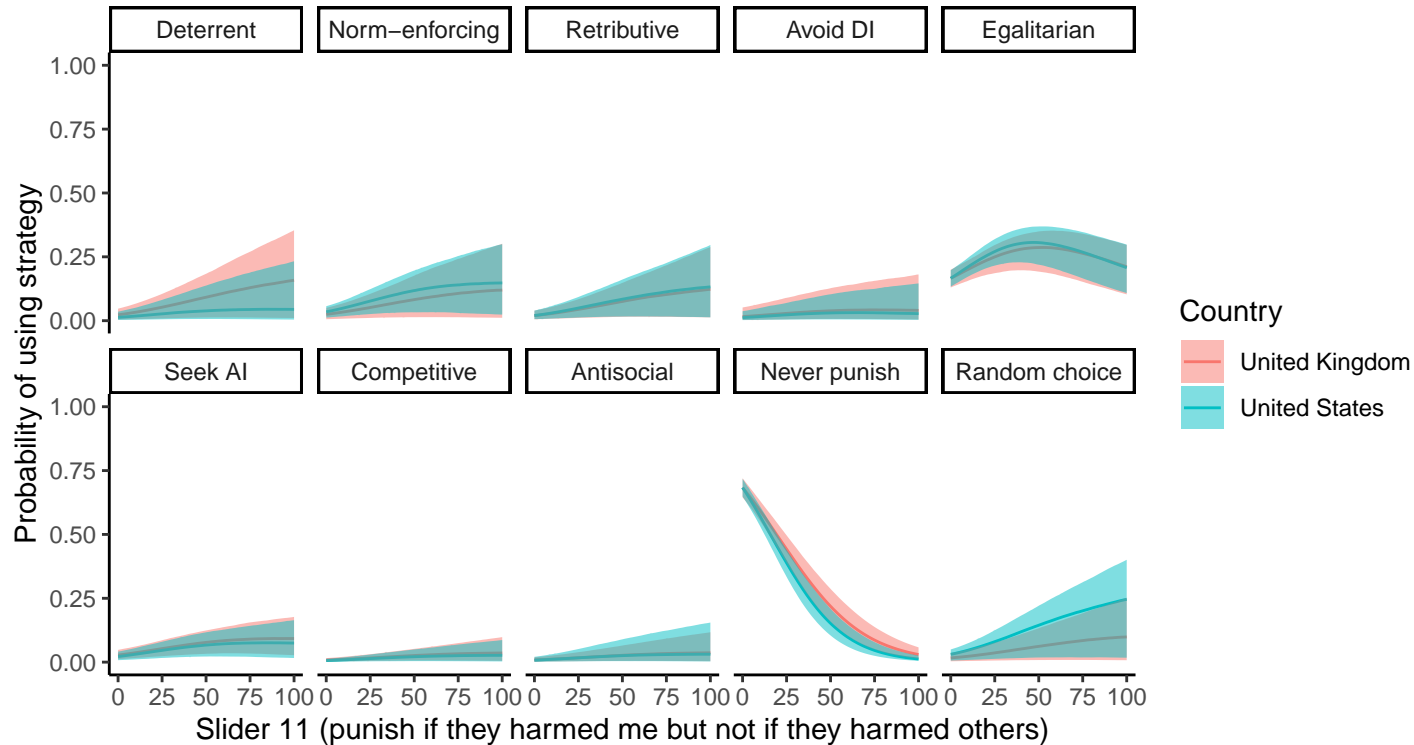 Deterrent Norm−enforcing Retributive Avoid DI Egalitarian
1.00
0.75
0.50
0.25
0.00
Seek AI Competitive Antisocial Never punish Random choice
1.00
0.75
0.50
0.25
0.00
0 25 50 75 100 0 25 50 75 100 0 25 50 75 100 0 25 50 75 100 0 25 50 75 100
Slider 11 (punish if they harmed me but not if they harmed others)
Probability of using strategy
Country
United Kingdom
United States